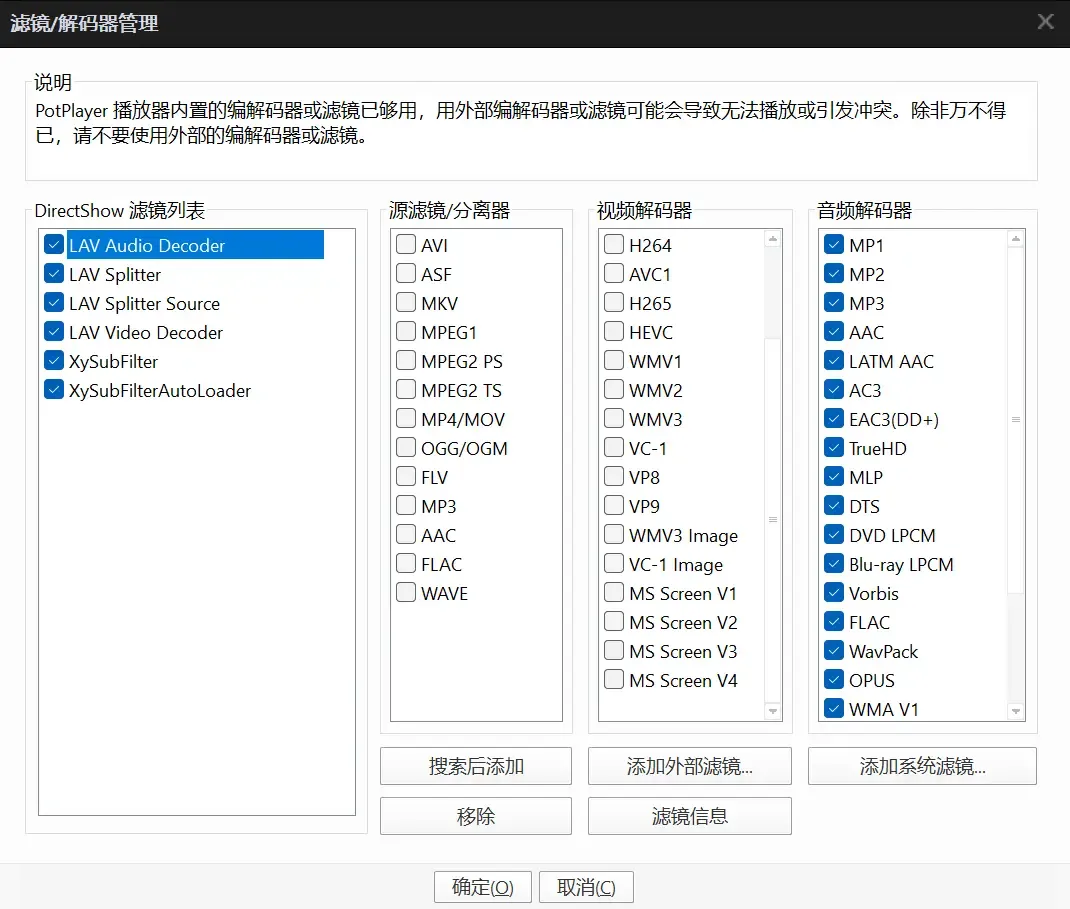 滤镜/解码器管理
说明
PotPlayer 播放器内置的编解码器或滤镜已够用，用外部编解码器或滤镜可能会导致无法播放或引发冲突。除非万不得
已，请不要使用外部的编解码器或滤镜。
DirectShow 滤镜列表
LAV Audio Decoder
LAV Splitter
LAV Splitter Source
LAV Video Decoder
XySubFilter
XySubFilterAutoLoader
源滤镜/分离器
AVI
ASF
MKV
MPEG1
MPEG2 PS
MPEG2 TS
MP4/MOV
OGG/OGM
FLV
MP3
AAC
FLAC
WAVE
视频解码器
H264
AVC1
H265
HEVC
WMV1
WMV2
WMV3
VC-1
VP8
VP9
WMV3 Image
VC-1 Image
MS Screen V1
MS Screen V2
MS Screen V3
MS Screen V4
音频解码器
MP1
MP2
MP3
AAC
LATM AAC
AC3
EAC3(DD+)
TrueHD
MLP
DTS
DVD LPCM
Blu-ray LPCM
Vorbis
FLAC
WavPack
OPUS
WMA V1
搜索后添加
添加外部滤镜...
添加系统滤镜...
移除
滤镜信息
确定(O)
取消(C)